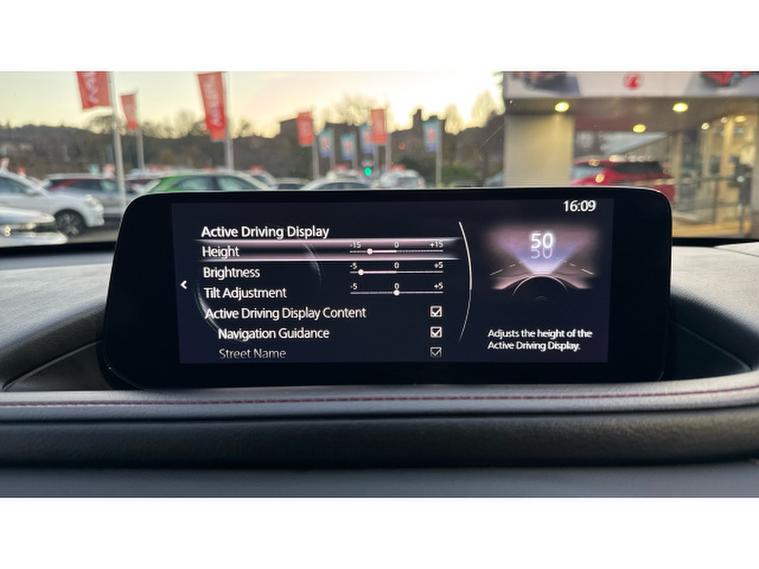 16:09
Active Driving Display
Height -15 0 +15
Brightness -5 0 +5
Tilt Adjustment -5 0 +5
Active Driving Display Content
Navigation Guidance
Street Name
50
50
Adjusts the height of the
Active Driving Display.